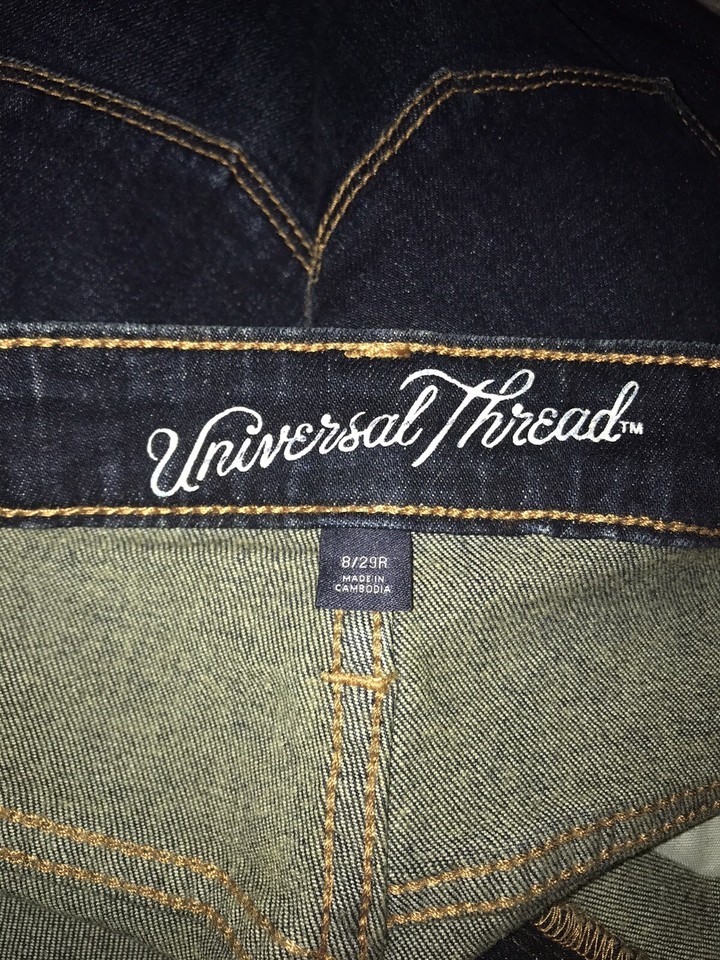 Universal Thread™
8/29R
MADE IN
CAMBODIA